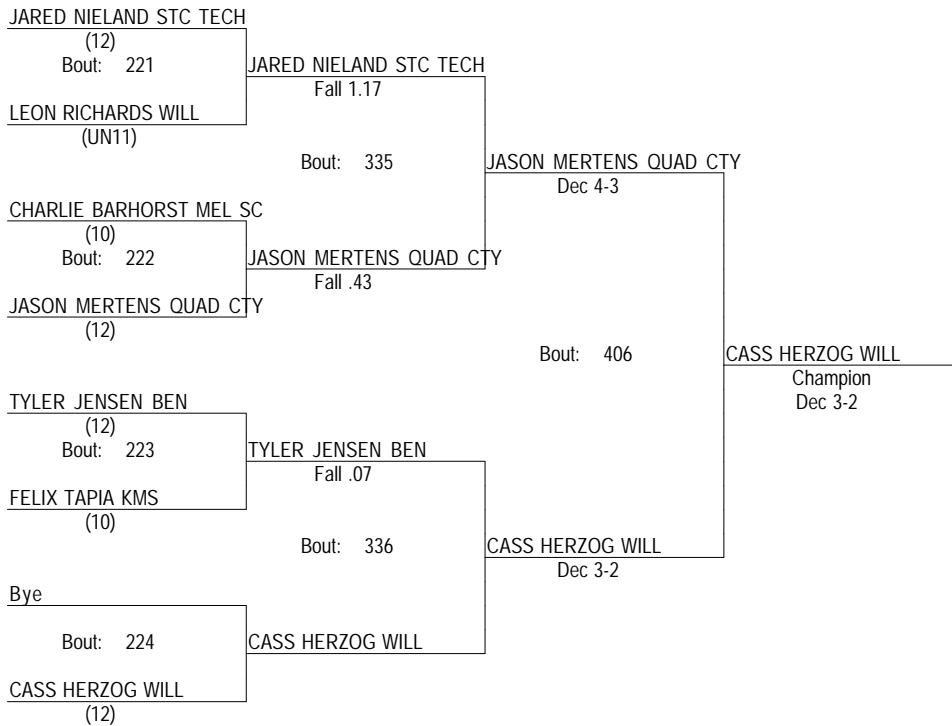 JARED NIELAND STC TECH
(12)
Bout: 221
JARED NIELAND STC TECH
Fall 1.17
LEON RICHARDS WILL
(UN11)
Bout: 335
JASON MERTENS QUAD CTY
Dec 4-3
CHARLIE BARHORST MEL SC
(10)
Bout: 222
JASON MERTENS QUAD CTY
Fall .43
JASON MERTENS QUAD CTY
(12)
Bout: 406
CASS HERZOG WILL
Champion
Dec 3-2
TYLER JENSEN BEN
(12)
Bout: 223
TYLER JENSEN BEN
Fall .07
FELIX TAPIA KMS
(10)
Bout: 336
CASS HERZOG WILL
Dec 3-2
Bye
Bout: 224
CASS HERZOG WILL
CASS HERZOG WILL
(12)